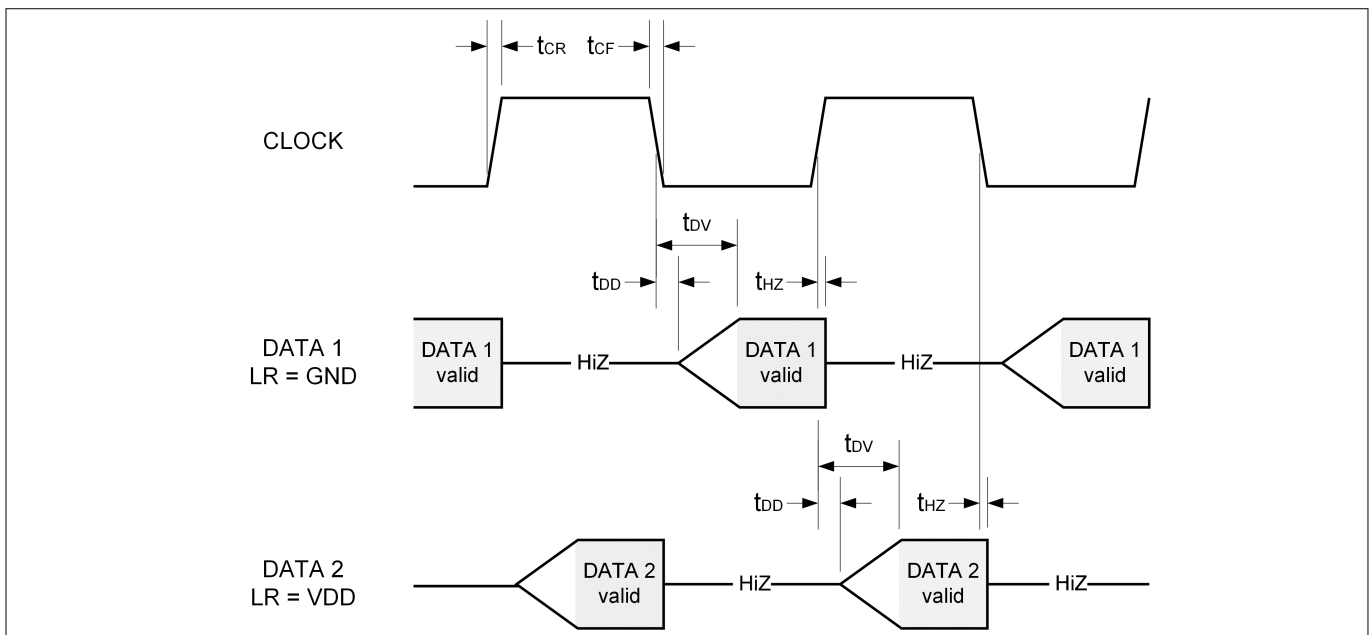 tCR tCF
CLOCK
tDV
tDD tHZ
DATA 1
LR = GND
DATA 1
valid
HiZ
DATA 1
valid
HiZ
DATA 1
valid
tDV
tDD tHZ
DATA 2
LR = VDD
DATA 2
valid
HiZ
DATA 2
valid
HiZ